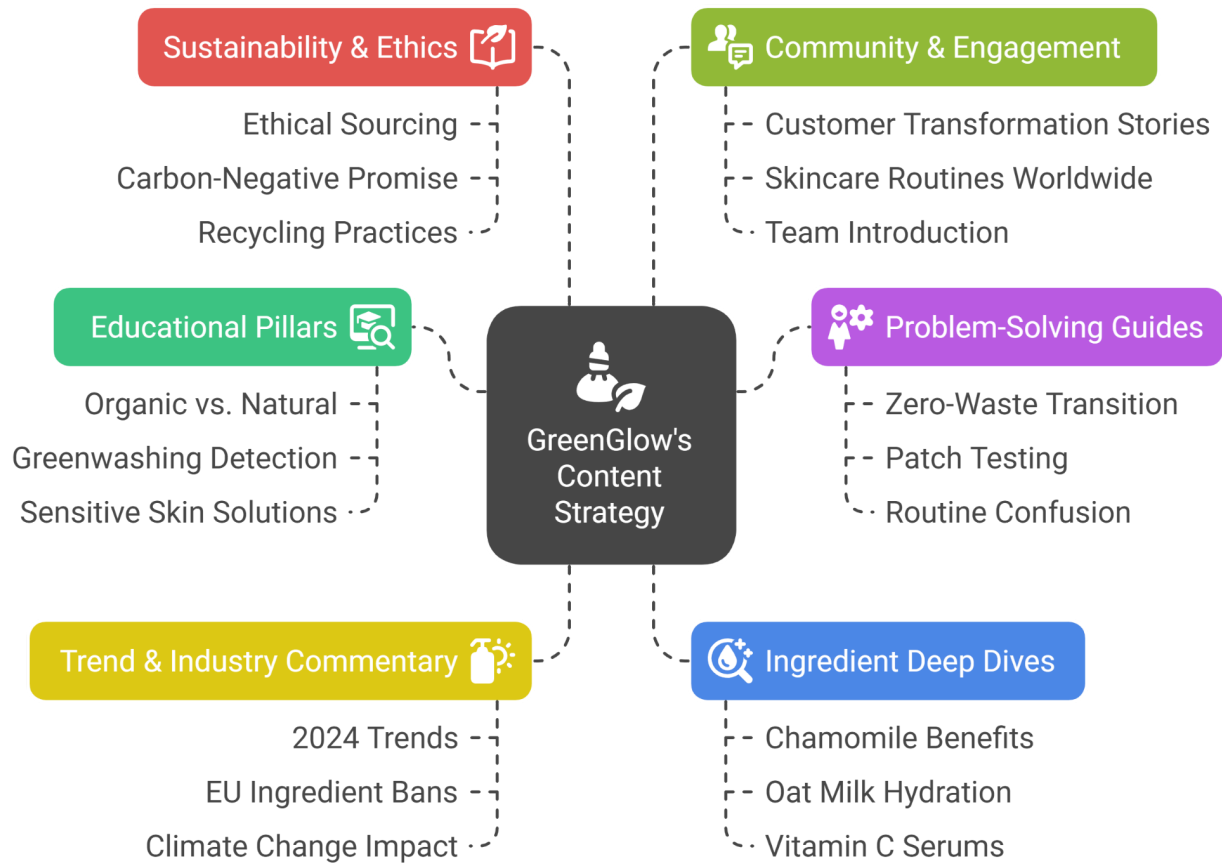 Sustainability & Ethics
Ethical Sourcing
Carbon-Negative Promise
Recycling Practices
Community & Engagement
Customer Transformation Stories
Skincare Routines Worldwide
Team Introduction
Educational Pillars
Organic vs. Natural
Greenwashing Detection
Sensitive Skin Solutions
GreenGlow's
Content
Strategy
Problem-Solving Guides
Zero-Waste Transition
Patch Testing
Routine Confusion
Trend & Industry Commentary
2024 Trends
EU Ingredient Bans
Climate Change Impact
Ingredient Deep Dives
Chamomile Benefits
Oat Milk Hydration
Vitamin C Serums